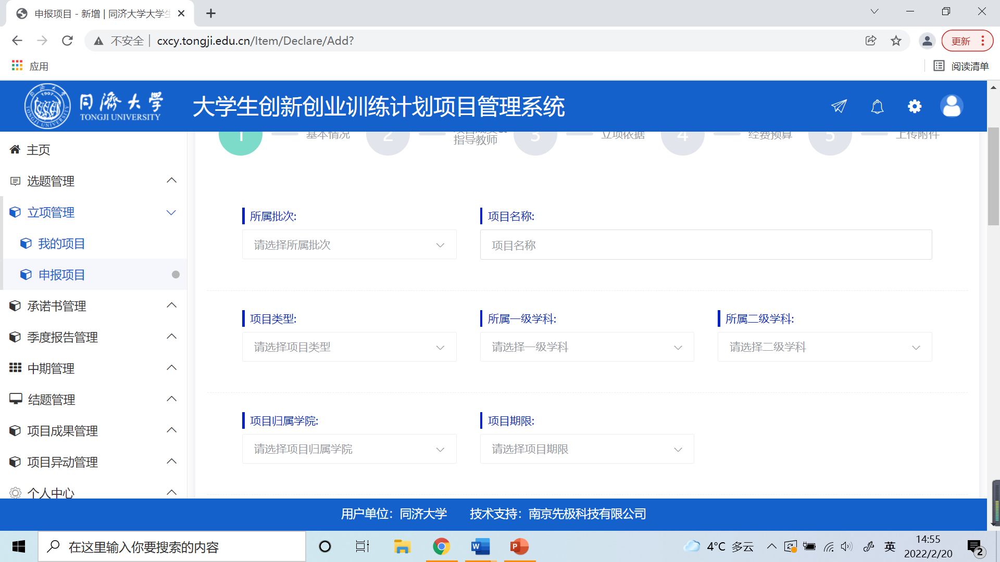 申报项目 - 新增 | 同济大学大学生
不安全 cxcy.tongji.edu.cn/Item/Declare/Add?
更新
应用
阅读清单
1907
TONGJI UNIVERSITY
同濟大學
TONGJI UNIVERSITY
大学生创新创业训练计划项目管理系统
1 基本情况 2 项目成员& 3 立项依据 4 经费预算 5 上传附件
指导教师
主页
选题管理
立项管理
我的项目
申报项目
承诺书管理
季度报告管理
中期管理
结题管理
项目成果管理
项目异动管理
个人中心
所属批次:
请选择所属批次
项目名称:
项目名称
项目类型:
请选择项目类型
所属一级学科:
请选择一级学科
所属二级学科:
请选择二级学科
项目归属学院:
请选择项目归属学院
项目期限:
请选择项目期限
用户单位：同济大学 技术支持：南京先极科技有限公司
在这里输入你要搜索的内容
W
P
4°C 多云
英
14:55
2022/2/20
2